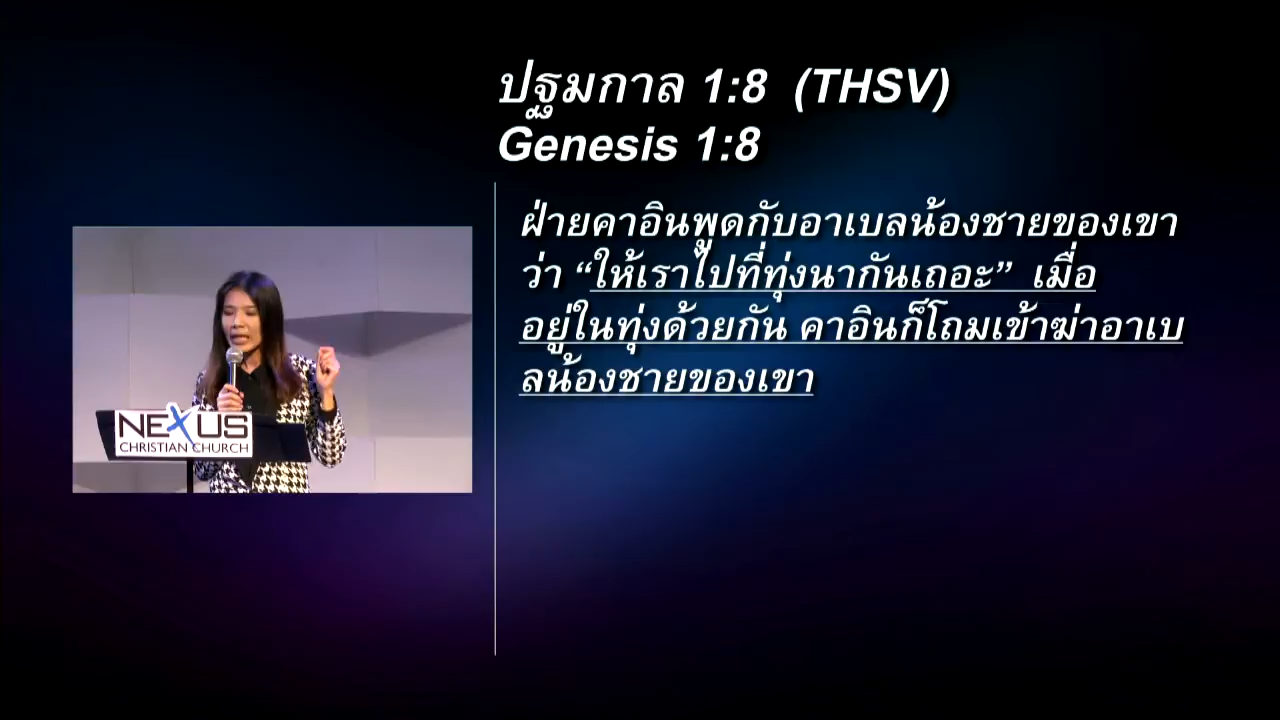 ปฐมกาล 1:8 (THSV)
Genesis 1:8
ฝ่ายคาอินพูดกับอาเบลน้องชายของเขา
ว่า “ให้เราไปที่ทุ่งนากันเถอะ” เมื่อ
อยู่ในทุ่งด้วยกัน คาอินก็โถมเข้าฆ่าอาเบ
ลน้องชายของเขา
NEXUS
CHRISTIAN CHURCH